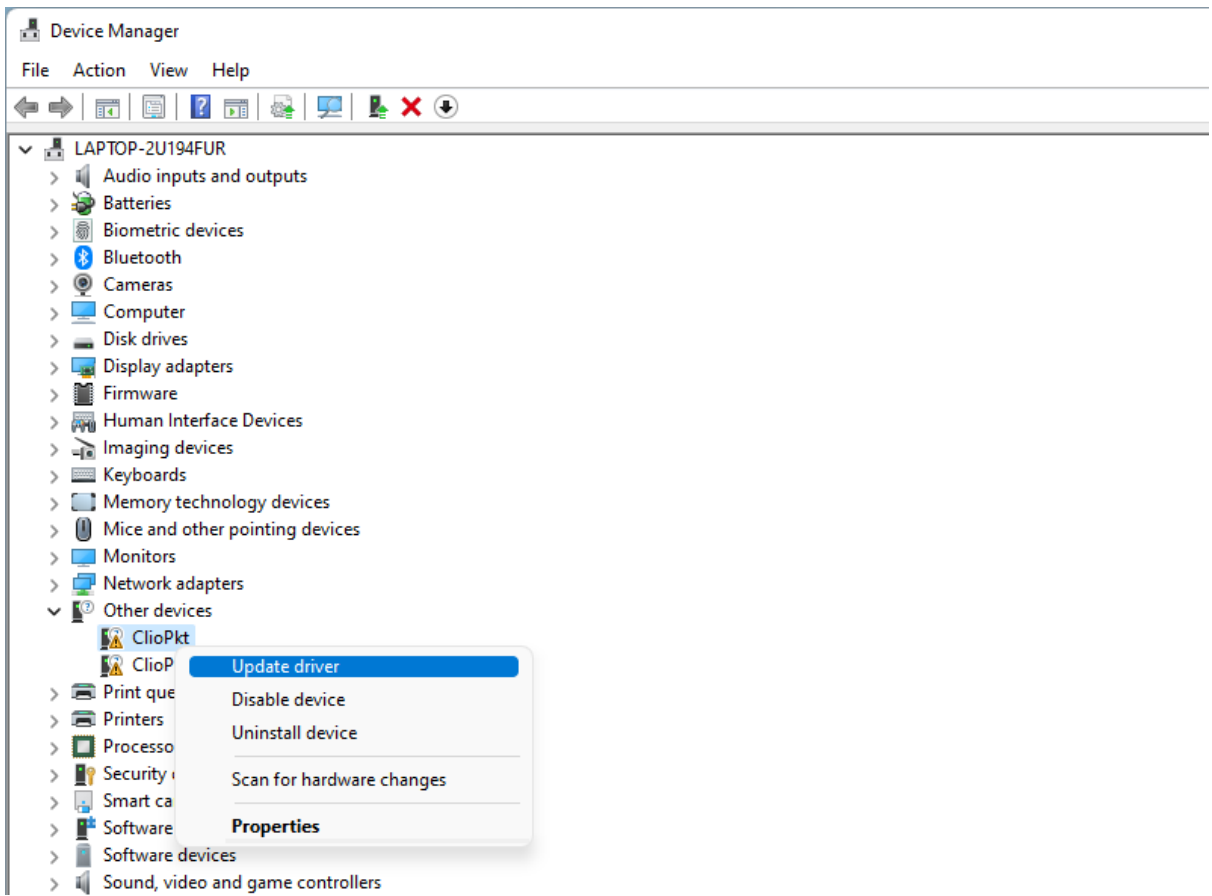 Device Manager
File Action View Help
LAPTOP-2U194FUR
Audio inputs and outputs
Batteries
Biometric devices
Bluetooth
Cameras
Computer
Disk drives
Display adapters
Firmware
Human Interface Devices
Imaging devices
Keyboards
Memory technology devices
Mice and other pointing devices
Monitors
Network adapters
Other devices
ClioPkt
ClioP
Update driver
Disable device
Uninstall device
Scan for hardware changes
Properties
Print que
Printers
Processo
Security
Smart ca
Software
Software devices
Sound, video and game controllers